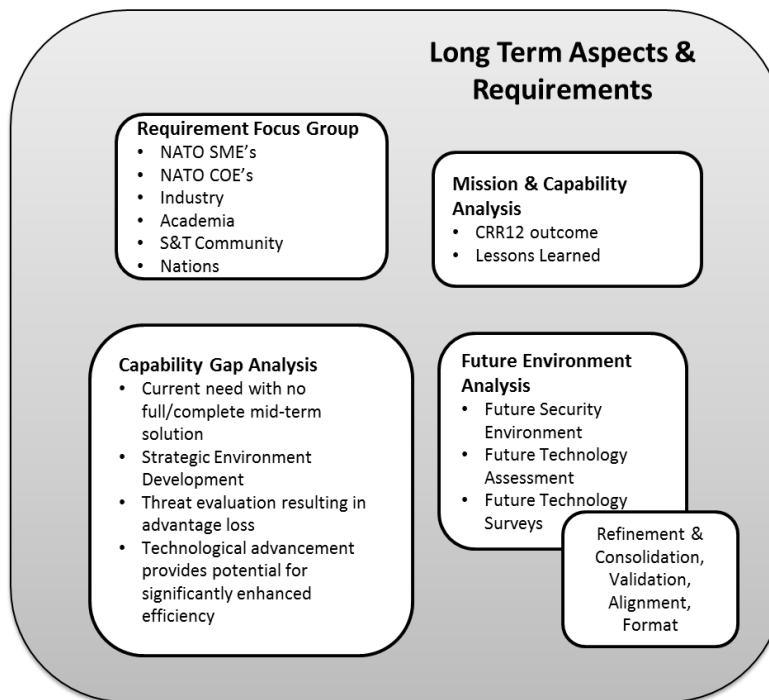 Long Term Aspects &
Requirements
Requirement Focus Group
• NATO SME's
• NATO COE's
• Industry
• Academia
• S&T Community
• Nations
Mission & Capability
Analysis
• CRR12 outcome
• Lessons Learned
Capability Gap Analysis
• Current need with no
full/complete mid-term
solution
• Strategic Environment
Development
• Threat evaluation resulting in
advantage loss
• Technological advancement
provides potential for
significantly enhanced
efficiency
Future Environment
Analysis
• Future Security
Environment
• Future Technology
Assessment
• Future Technology
Surveys
Refinement &
Consolidation,
Validation,
Alignment,
Format